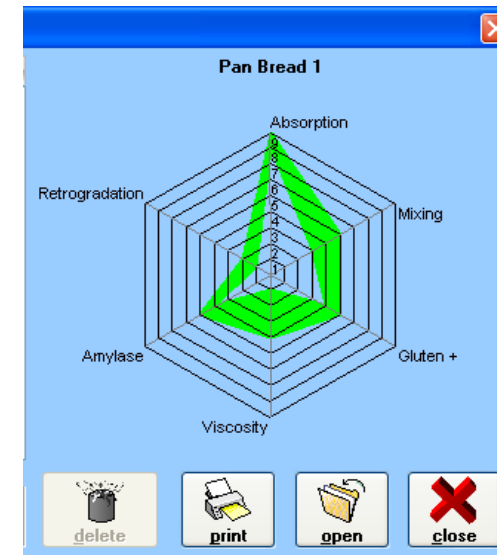 Pan Bread 1
Absorption
9
8
7
6
5
4
3
2
1
Retrogradation
Mixing
Amylase
Gluten +
Viscosity
delete
print
open
close